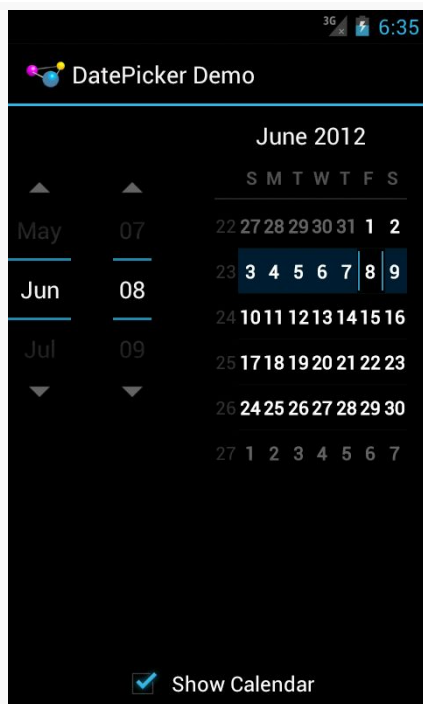 3G 6:35
DatePicker Demo
June 2012
S M T W T F S
May 07
Jun 08
Jul 09
22 27 28 29 30 31 1 2
23 3 4 5 6 7 8 9
24 10 11 12 13 14 15 16
25 17 18 19 20 21 22 23
26 24 25 26 27 28 29 30
27 1 2 3 4 5 6 7
Show Calendar